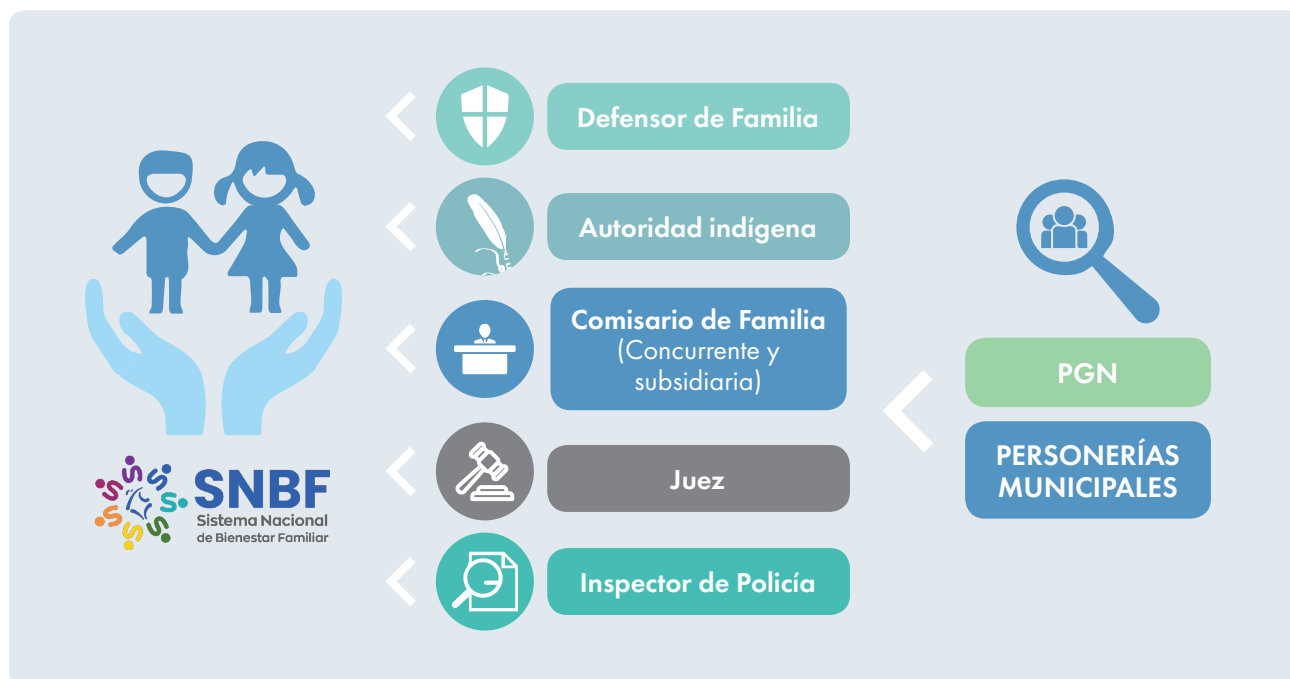 Defensor de Familia
Autoridad indígena
Comisario de Familia
(Concurrente y
subsidiaria)
Juez
Inspector de Policía
PGN
PERSONERÍAS
MUNICIPALES
SNBF
Sistema Nacional
de Bienestar Familiar